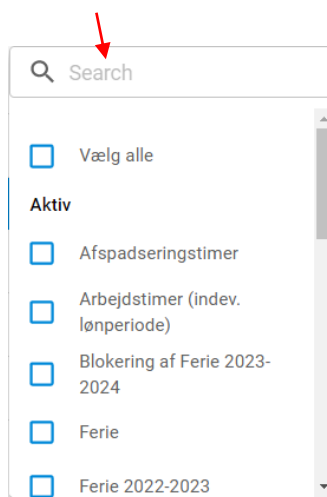 Search
Vælg alle
Aktiv
Afspadseringstimer
Arbejdstimer (indev.
lønperiode)
Blokering af Ferie 2023-
2024
Ferie
Ferie 2022-2023